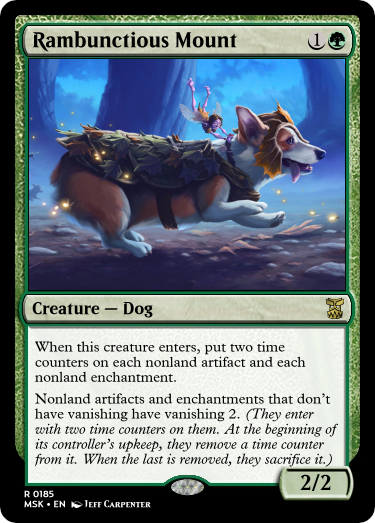 Rambunctious Mount 1
Creature — Dog
When this creature enters, put two time
counters on each nonland artifact and each
nonland enchantment.
Nonland artifacts and enchantments that don't
have vanishing have vanishing 2. (They enter
with two time counters on them. At the beginning
of its controller's upkeep, they remove a time counter
from it. When the last is removed, they sacrifice it.)
2/2
R 0185
MSK • EN Jeff Carpenter